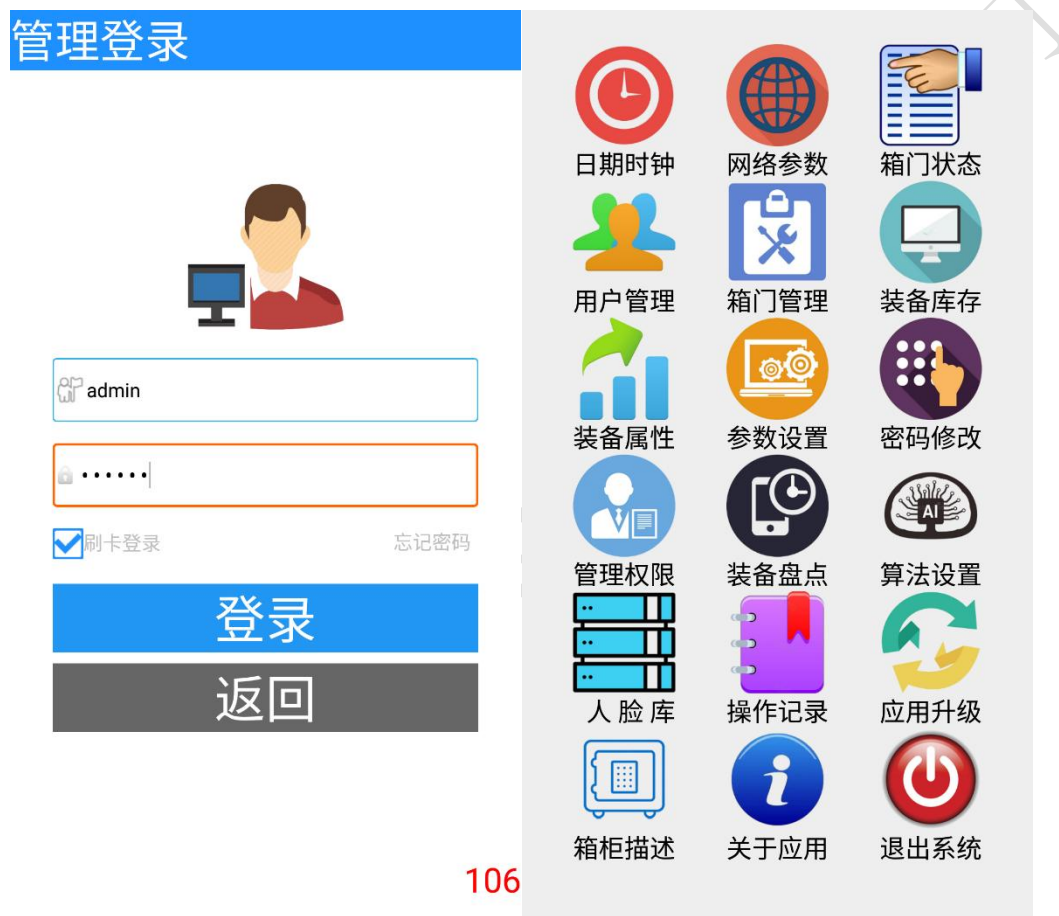 管理登录
admin
••••••
刷卡登录 忘记密码
登录
返回
106
日期时钟 网络参数 箱门状态
用户管理 箱门管理 装备库存
装备属性 参数设置 密码修改
AI
管理权限 装备盘点 算法设置
人脸库 操作记录 应用升级
箱柜描述 关于应用 退出系统